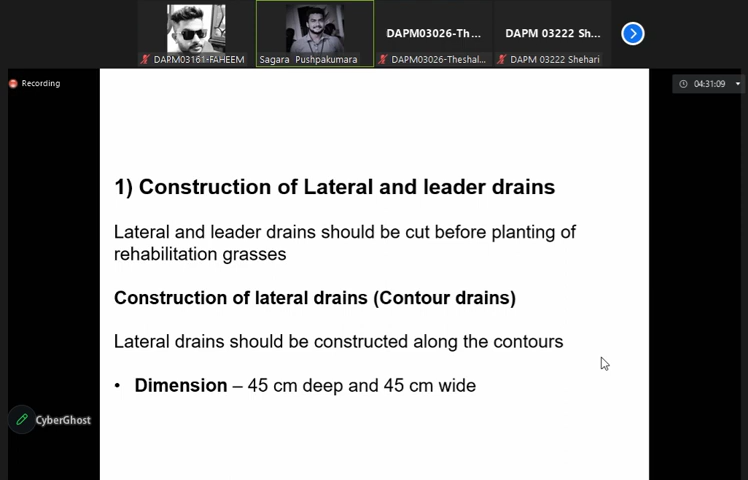 DAPM03026-Th...
DAPM 03222 Sh...
DAPM03161-FAHEEM
Sagara Pushpakumara
DAPM03026-Theshal...
DAPM 03222 Shehari
Recording
04:31:09
1) Construction of Lateral and leader drains
Lateral and leader drains should be cut before planting of
rehabilitation grasses
Construction of lateral drains (Contour drains)
Lateral drains should be constructed along the contours
• Dimension – 45 cm deep and 45 cm wide
CyberGhost